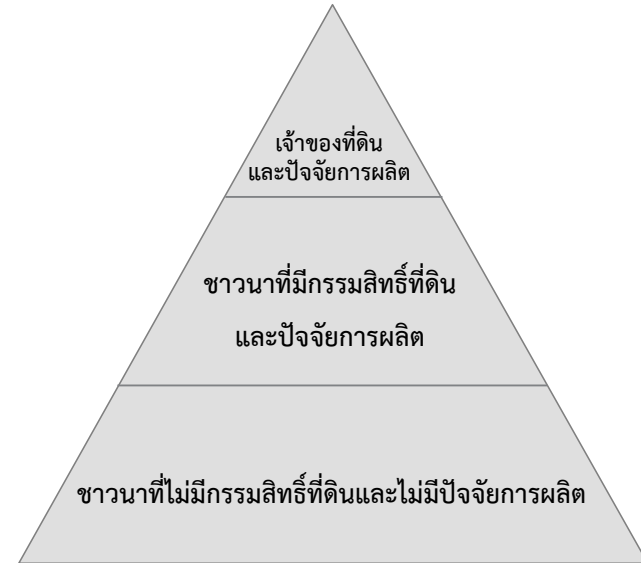 เจ้าของที่ดิน
และปัจจัยการผลิต
ชาวนาที่มีกรรมสิทธิ์ที่ดิน
และปัจจัยการผลิต
ชาวนาที่ไม่มีกรรมสิทธิ์ที่ดินและไม่มีปัจจัยการผลิต